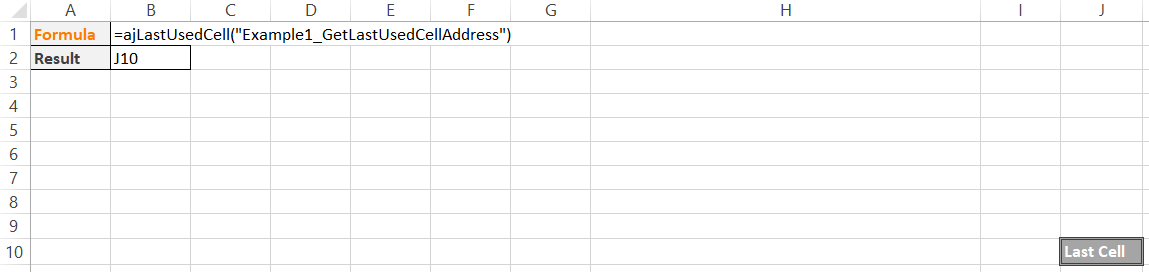 A B C D E F G H I J
1 Formula =ajLastUsedCell("Example1_GetLastUsedCellAddress")
2 Result J10
3
4
5
6
7
8
9
10 Last Cell